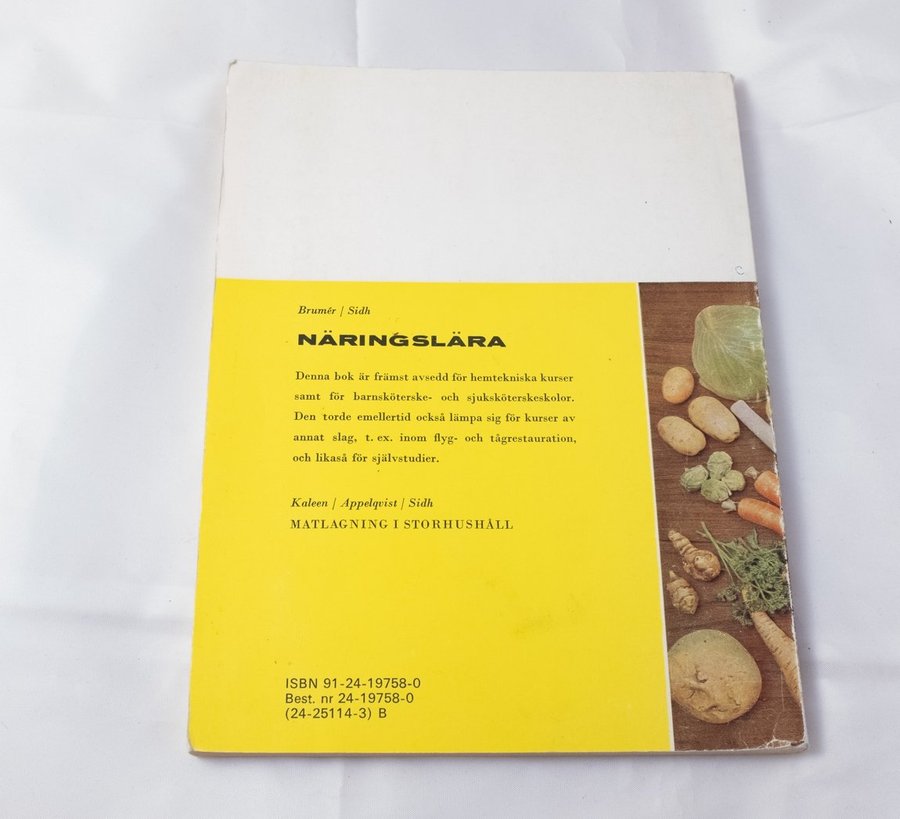 Brumér / Sidh
NÄRINGSLÄRA
Denna bok är främst avsedd för hemtekniska kurser
samt för barnsköterske- och sjuksköterskeskolor.
Den torde emellertid också lämpa sig för kurser av
annat slag, t. ex. inom flyg- och tågrestauration,
och likaså för självstudier.
Kaleen / Appelqvist / Sidh
MATLAGNING I STORHUSHÅLL
ISBN 91-24-19758-0
Best. nr 24-19758-0
(24-25114-3) B